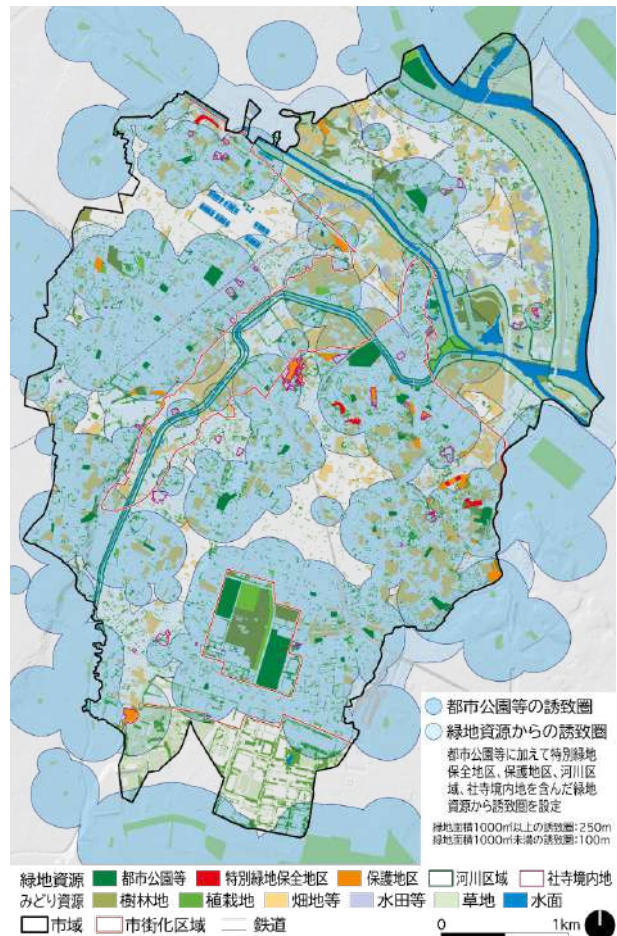 都市公園等の誘致圏
緑地資源からの誘致圏
都市公園等に加えて特別緑地
保全地区、保護地区、河川区
域、社寺境内地を含んだ緑地
資源から誘致圏を設定
緑地面積1000㎡以上の誘致圏:250m
緑地面積1000㎡未満の誘致圏:100m
緑地資源 都市公園等 特別緑地保全地区 保護地区 河川区域 社寺境内地
みどり資源 樹林地 植栽地 畑地等 水田等 草地 水面
市域 市街化区域 鉄道 0 1km